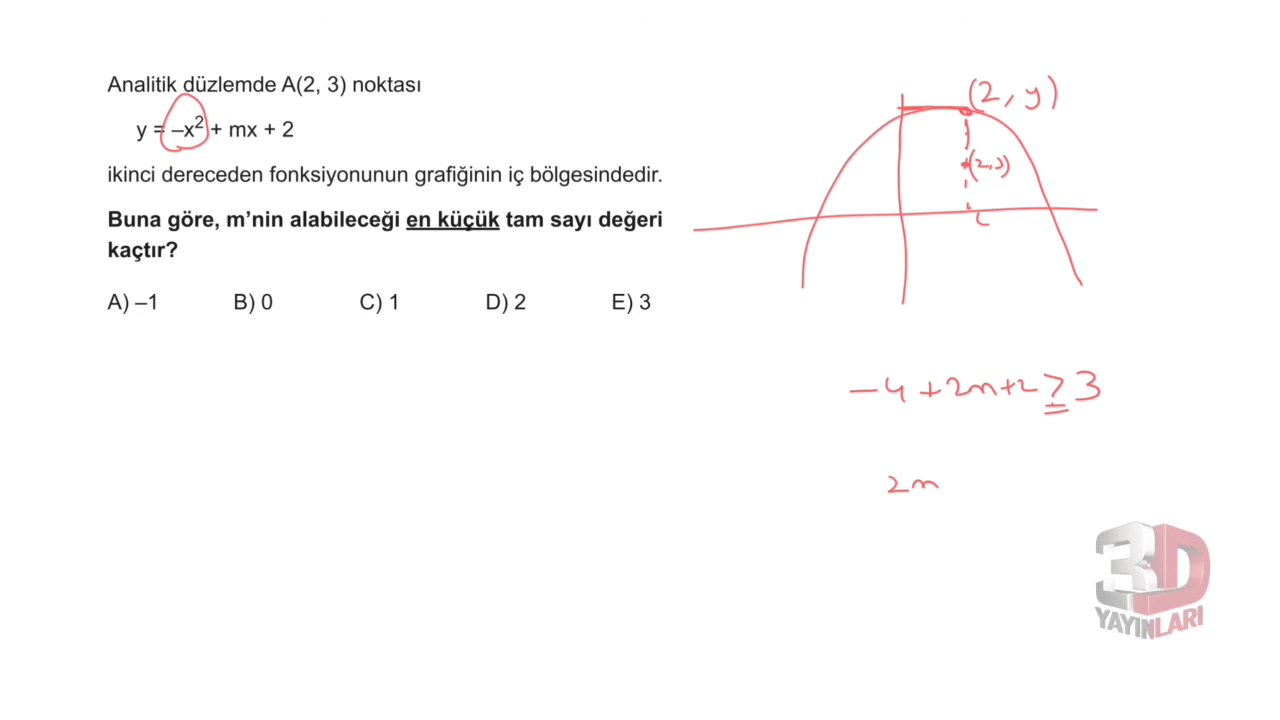 Analitik düzlemde A(2, 3) noktası
y = –x² + mx + 2
ikinci dereceden fonksiyonunun grafiğinin iç bölgesindedir.
Buna göre, m’nin alabileceği en küçük tam sayı değeri
kaçtır?
A) –1 B) 0 C) 1 D) 2 E) 3
(2, y)
(2,3)
-4+2m+2 > 3
2m
3D
YAYINLARI